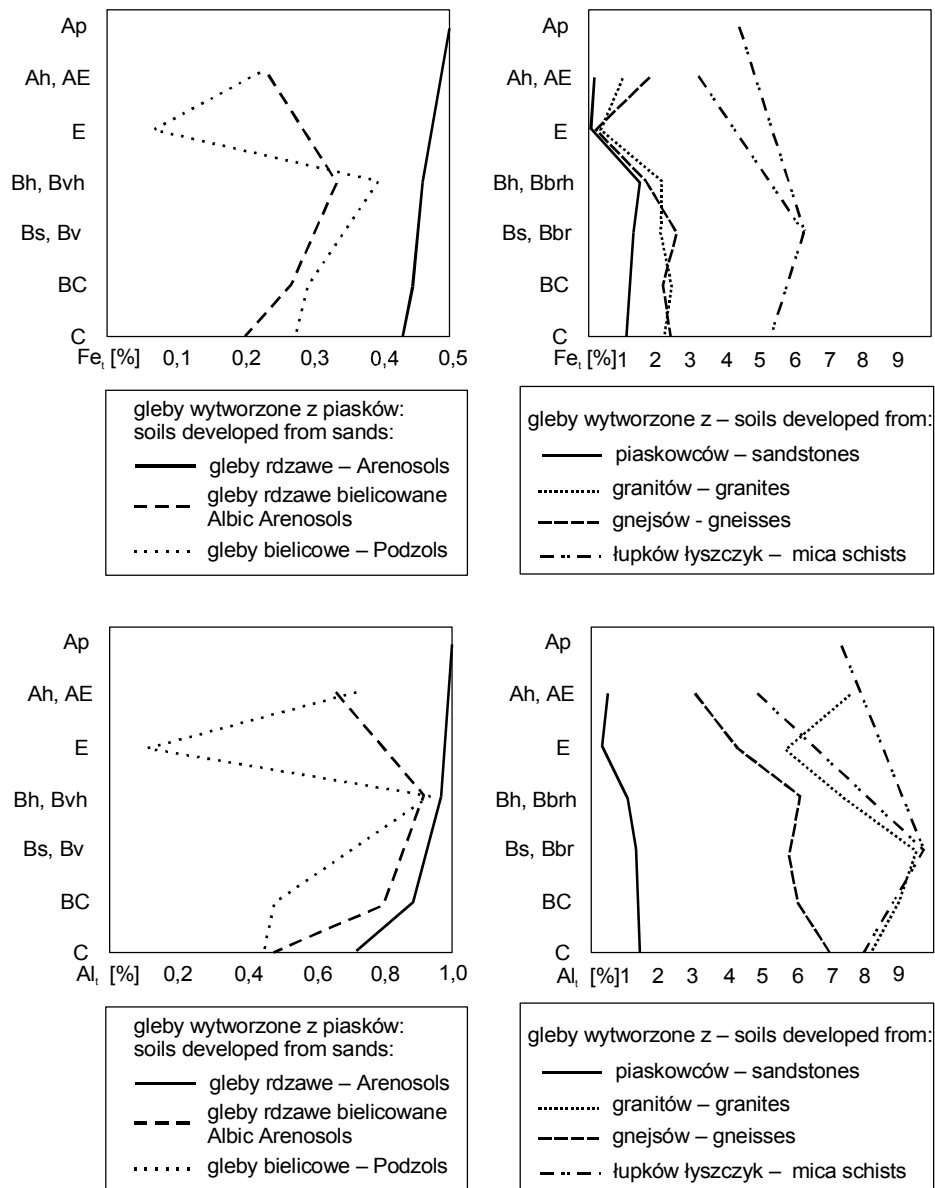 Ap
Ah, AE
E
Bh, Bvh
Bs, Bv
BC
C
Feₜ [%] 0,1 0,2 0,3 0,4 0,5
gleby wytworzone z piasków:
soils developed from sands:
gleby rdzawe – Arenosols
gleby rdzawe bielicowane
Albic Arenosols
gleby bielicowe – Podzols
Ap
Ah, AE
E
Bh, Bbrh
Bs, Bbr
BC
C
Feₜ [%] 1 2 3 4 5 6 7 8 9
gleby wytworzone z – soils developed from:
piaskowców – sandstones
granitów – granites
gnejsów - gneisses
łupków łyszczyk – mica schists
Ap
Ah, AE
E
Bh, Bvh
Bs, Bv
BC
C
Alₜ [%] 0,2 0,4 0,6 0,8 1,0
gleby wytworzone z piasków:
soils developed from sands:
gleby rdzawe – Arenosols
gleby rdzawe bielicowane
Albic Arenosols
gleby bielicowe – Podzols
Ap
Ah, AE
E
Bh, Bbrh
Bs, Bbr
BC
C
Alₜ [%] 1 2 3 4 5 6 7 8 9
gleby wytworzone z – soils developed from:
piaskowców – sandstones
granitów – granites
gnejsów – gneisses
łupków łyszczyk – mica schists